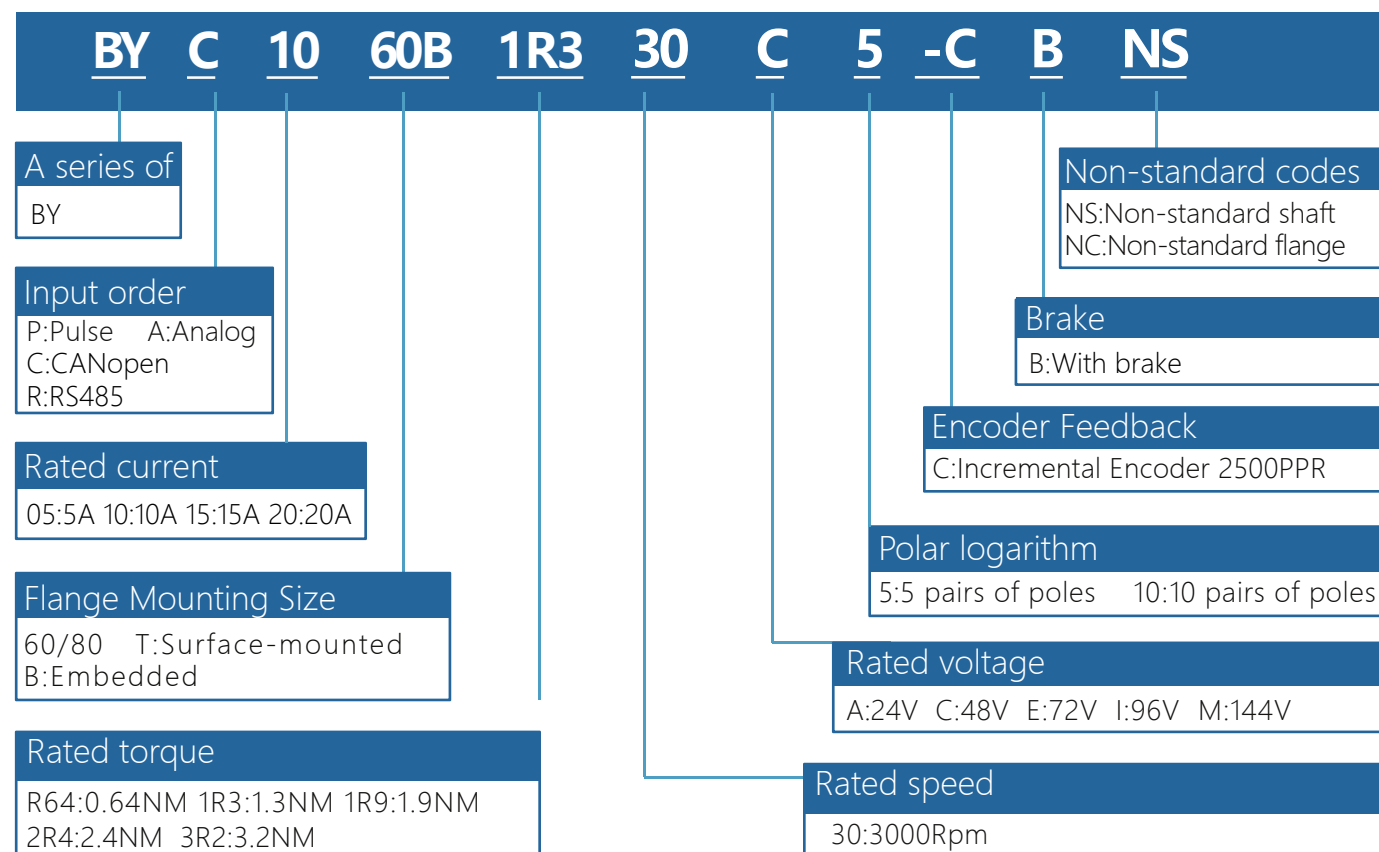 BY C 10 60B 1R3 30 C 5 -C B NS
A series of
BY
Input order
P:Pulse A:Analog
C:CANopen
R:RS485
Rated current
05:5A 10:10A 15:15A 20:20A
Flange Mounting Size
60/80 T:Surface-mounted
B:Embedded
Rated torque
R64:0.64NM 1R3:1.3NM 1R9:1.9NM
2R4:2.4NM 3R2:3.2NM
Non-standard codes
NS:Non-standard shaft
NC:Non-standard flange
Brake
B:With brake
Encoder Feedback
C:Incremental Encoder 2500PPR
Polar logarithm
5:5 pairs of poles 10:10 pairs of poles
Rated voltage
A:24V C:48V E:72V I:96V M:144V
Rated speed
30:3000Rpm